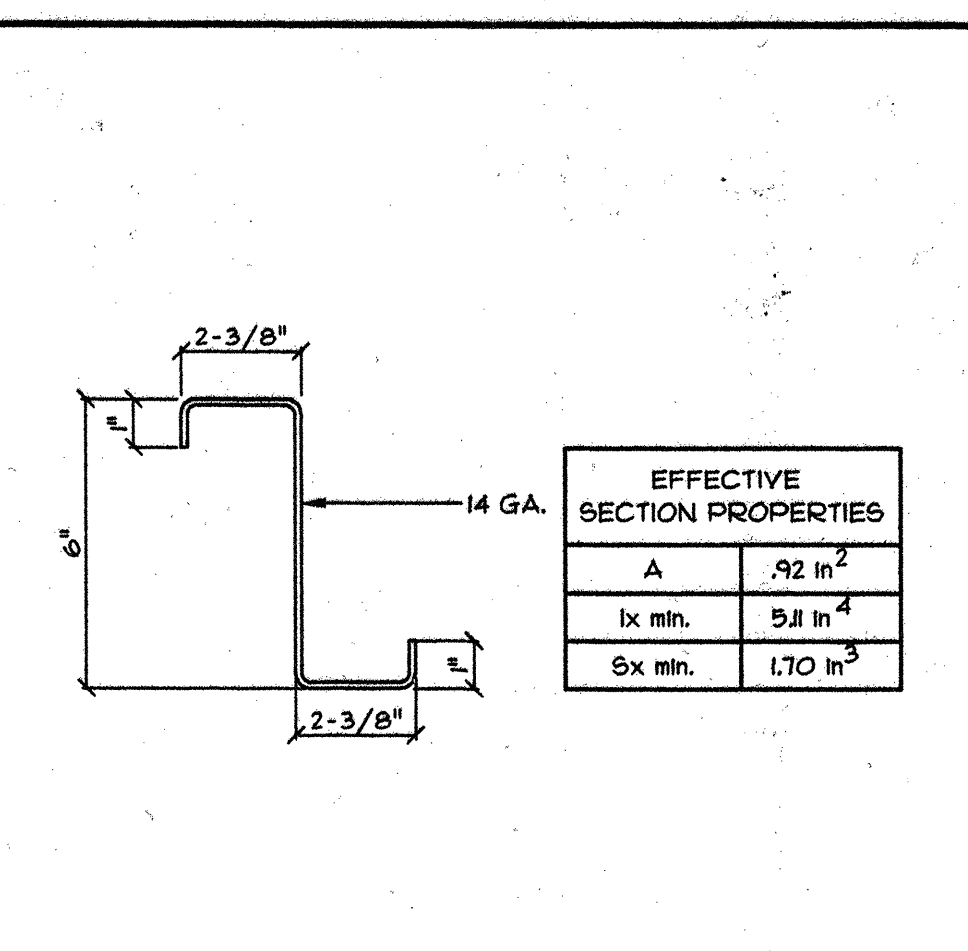 2-3/8"
1"
6"
14 GA.
1"
2-3/8"
EFFECTIVE
SECTION PROPERTIES
A .92 in²
Ix min. 5.11 in⁴
Sx min. 1.70 in³